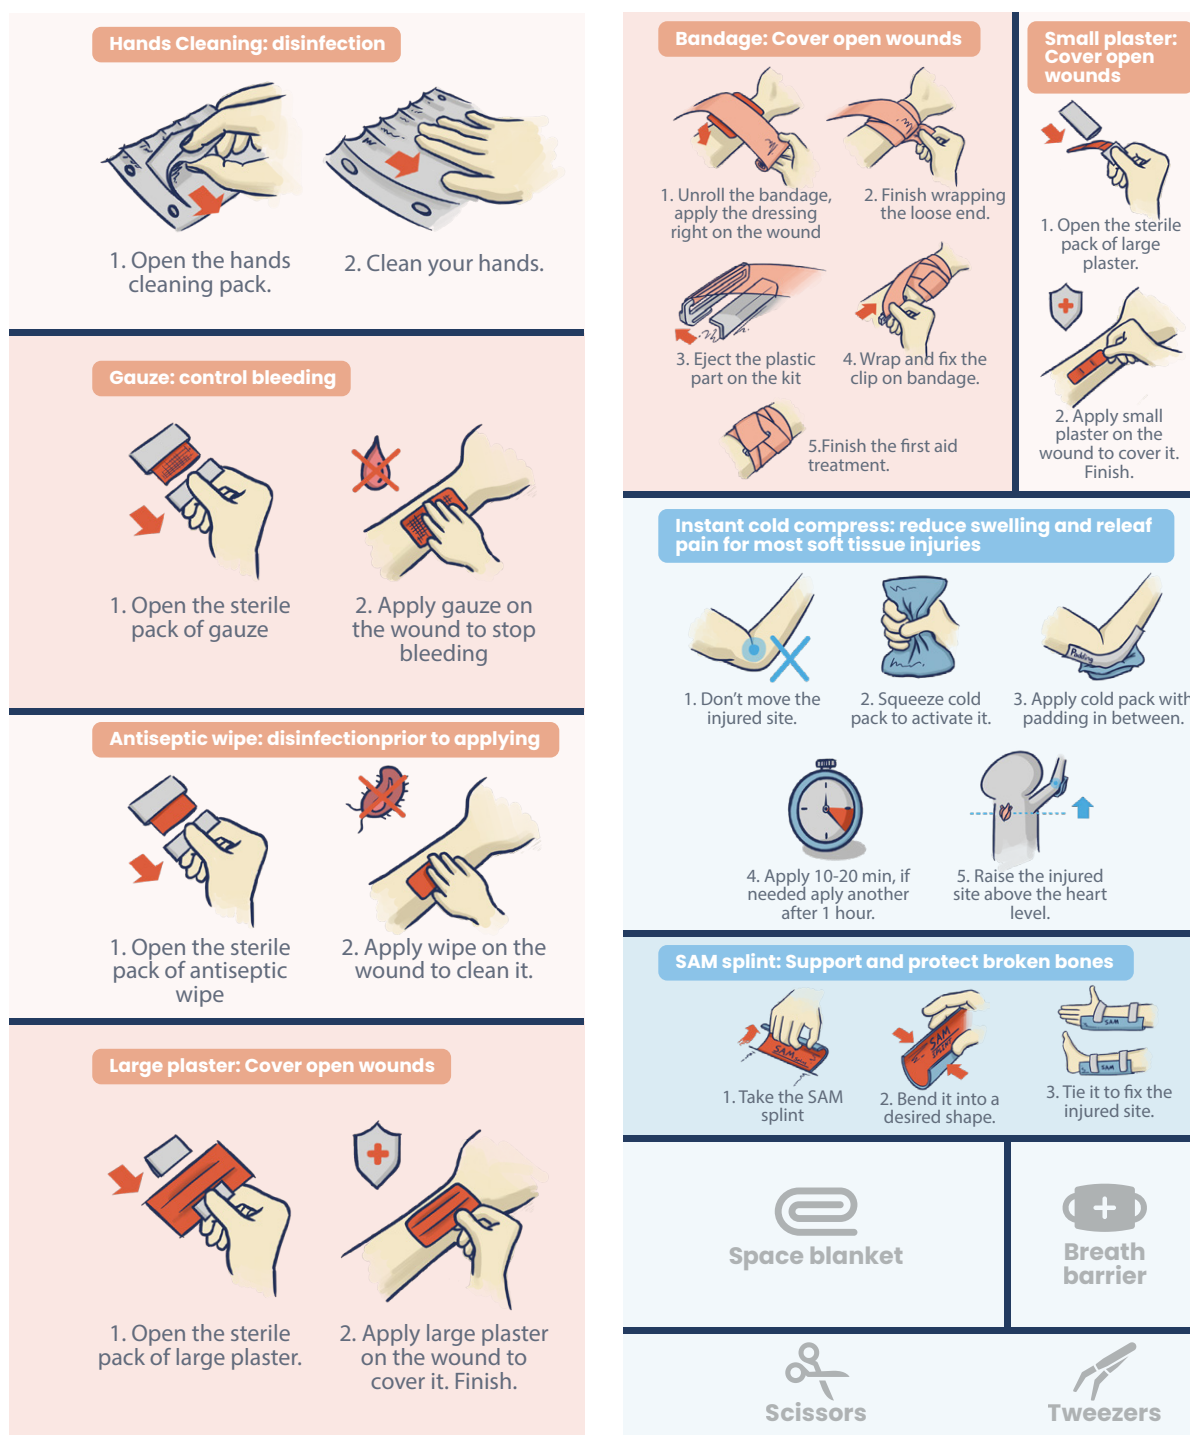 Hands Cleaning: disinfection
1. Open the hands
cleaning pack.
2. Clean your hands.
Gauze: control bleeding
1. Open the sterile
pack of gauze
2. Apply gauze on
the wound to stop
bleeding
Antiseptic wipe: disinfectionprior to applying
1. Open the sterile
pack of antiseptic
wipe
2. Apply wipe on the
wound to clean it.
Large plaster: Cover open wounds
1. Open the sterile
pack of large plaster.
2. Apply large plaster
on the wound to
cover it. Finish.
Bandage: Cover open wounds
1. Unroll the bandage,
apply the dressing
right on the wound
2. Finish wrapping
the loose end.
3. Eject the plastic
part on the kit
4. Wrap and fix the
clip on bandage.
5.Finish the first aid
treatment.
Small plaster:
Cover open
wounds
1. Open the sterile
pack of large
plaster.
2. Apply small
plaster on the
wound to cover it.
Finish.
Instant cold compress: reduce swelling and releaf
pain for most soft tissue injuries
1. Don't move the
injured site.
2. Squeeze cold
pack to activate it.
Padding
3. Apply cold pack with
padding in between.
4. Apply 10-20 min, if
needed aply another
after 1 hour.
5. Raise the injured
site above the heart
level.
SAM splint: Support and protect broken bones
SAM
1. Take the SAM
splint
SAM
SPLINT
2. Bend it into a
desired shape.
SAM
SAM
3. Tie it to fix the
injured site.
Space blanket
Breath
barrier
Scissors
Tweezers